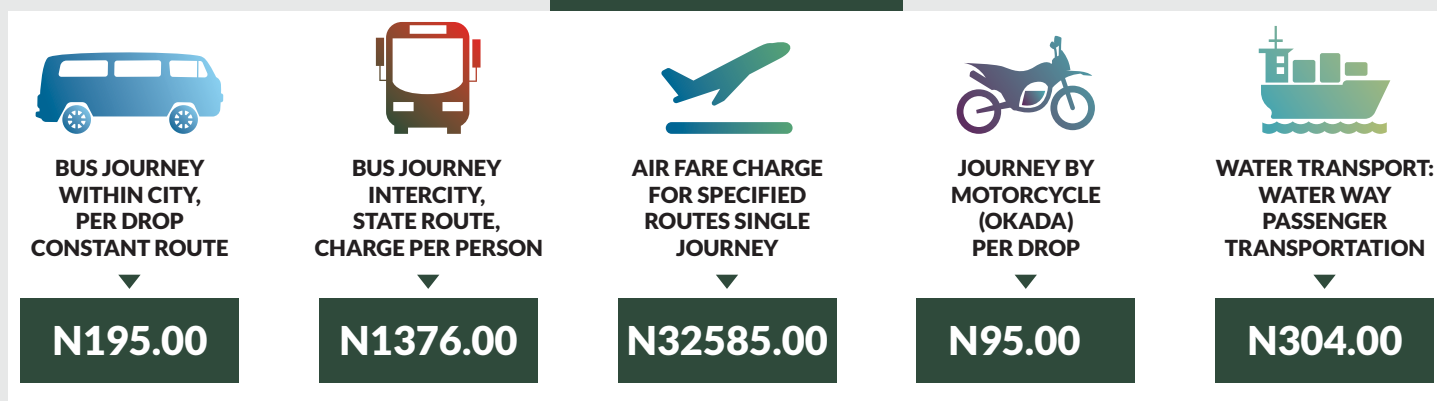 BUS JOURNEY
WITHIN CITY,
PER DROP
CONSTANT ROUTE
N195.00
BUS JOURNEY
INTERCITY,
STATE ROUTE,
CHARGE PER PERSON
N1376.00
AIR FARE CHARGE
FOR SPECIFIED
ROUTES SINGLE
JOURNEY
N32585.00
JOURNEY BY
MOTORCYCLE
(OKADA)
PER DROP
N95.00
WATER TRANSPORT:
WATER WAY
PASSENGER
TRANSPORTATION
N304.00